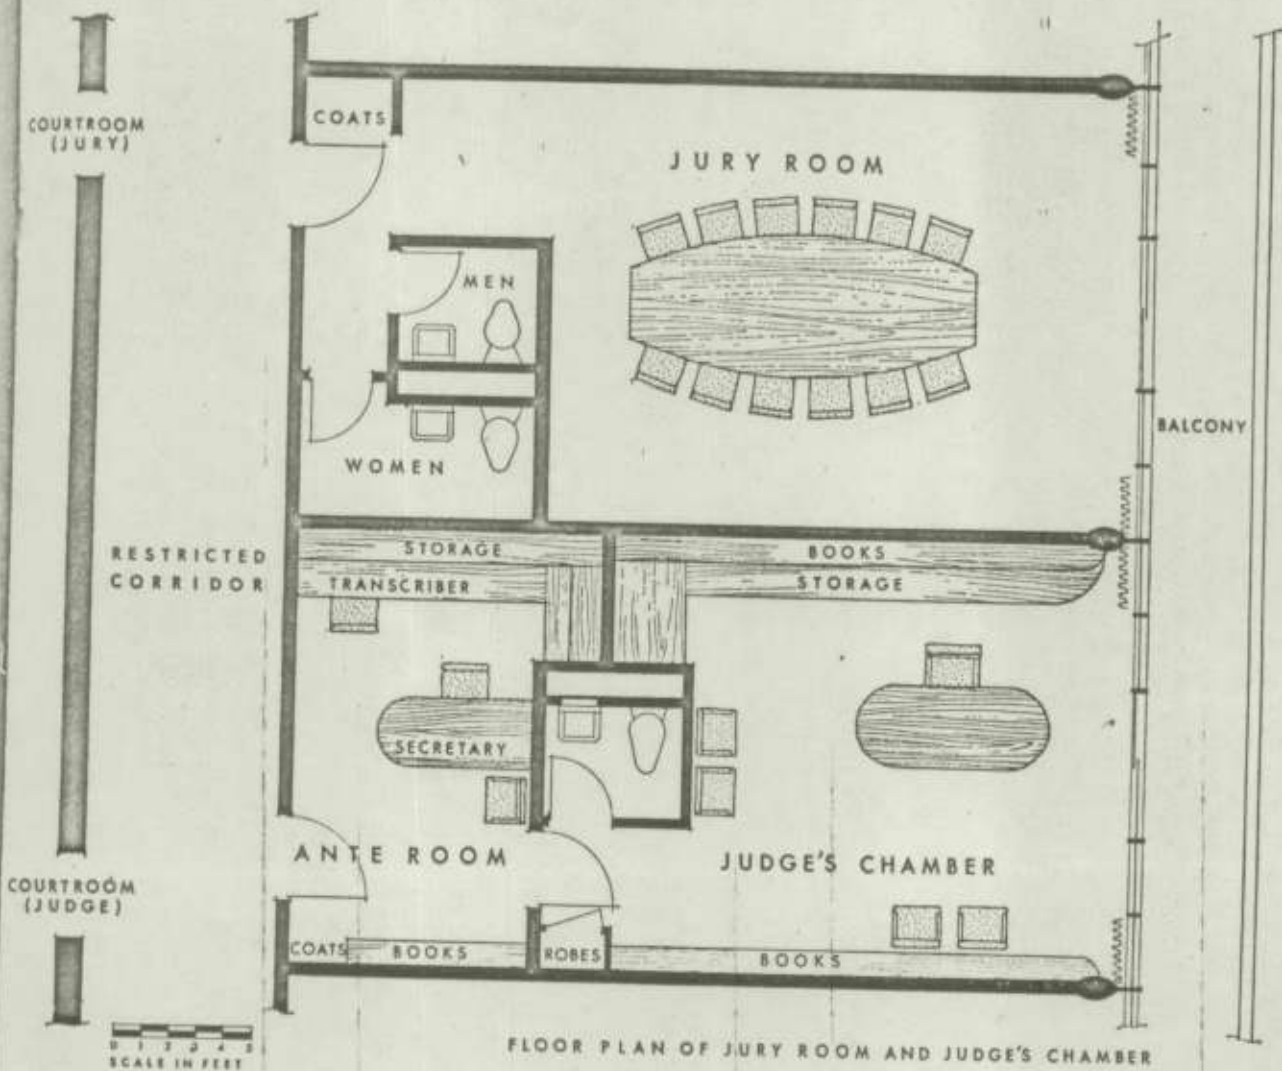 COURTROOM
(JURY)
COATS
JURY ROOM
MEN
WOMEN
BALCONY
RESTRICTED
CORRIDOR
STORAGE
TRANSCRIBER
BOOKS
STORAGE
SECRETARY
ANTE ROOM
JUDGE'S CHAMBER
COURTROOM
(JUDGE)
COATS
BOOKS
ROBES
BOOKS
0 1 2 3 4 5
SCALE IN FEET
FLOOR PLAN OF JURY ROOM AND JUDGE'S CHAMBER